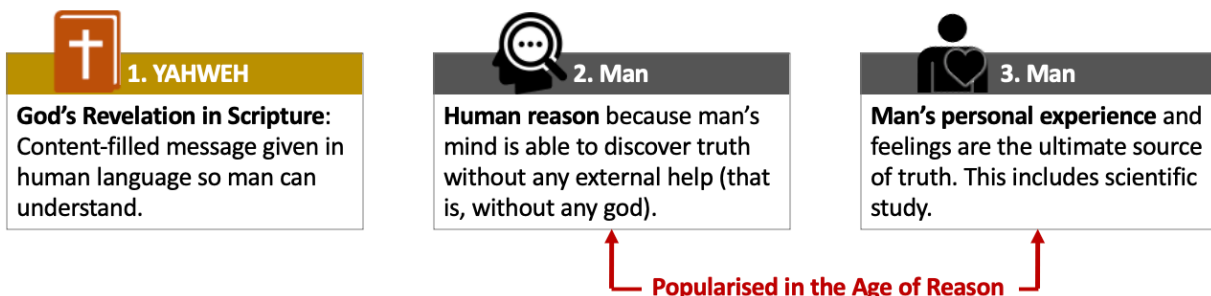 1. YAHWEH
God’s Revelation in Scripture:
Content-filled message given in
human language so man can
understand.
2. Man
Human reason because man’s
mind is able to discover truth
without any external help (that
is, without any god).
3. Man
Man’s personal experience and
feelings are the ultimate source
of truth. This includes scientific
study.
Popularised in the Age of Reason